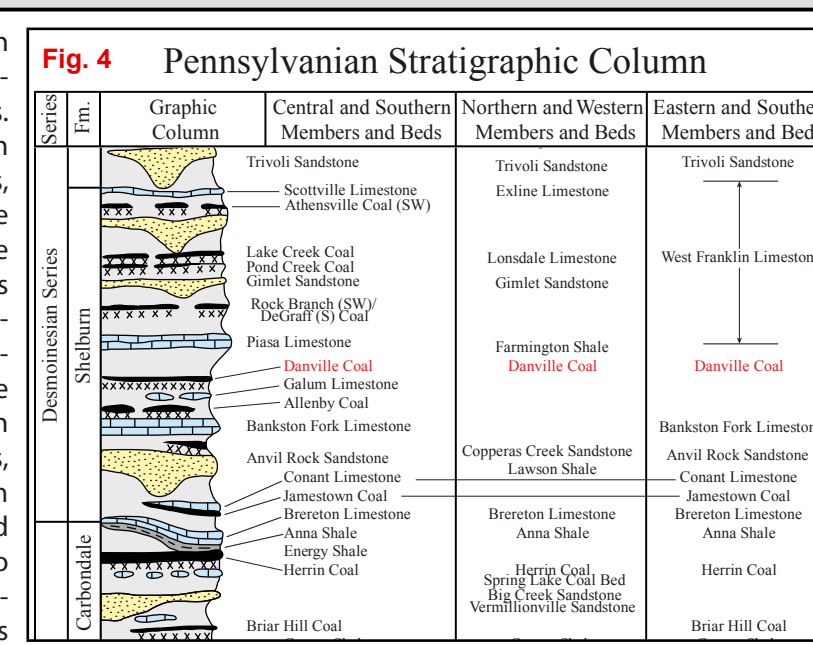 Fig. 4
Pennsylvanian Stratigraphic Column
Series
Fm.
Graphic
Column
Central and Southern
Members and Beds
Northern and Western
Members and Beds
Eastern and Southe
Members and Bed
Desmoinesian Series
Shelburn
Carbondale
Trivoli Sandstone
Scottville Limestone
Athensville Coal (SW)
Lake Creek Coal
Pond Creek Coal
Gimlet Sandstone
Rock Branch (SW)/
DeGraff (S) Coal
Piasa Limestone
Danville Coal
Galum Limestone
Allenby Coal
Bankston Fork Limestone
Anvil Rock Sandstone
Conant Limestone
Jamestown Coal
Brereton Limestone
Anna Shale
Energy Shale
Herrin Coal
Briar Hill Coal
Trivoli Sandstone
Exline Limestone
Lonsdale Limestone
Gimlet Sandstone
Farmington Shale
Danville Coal
Copperas Creek Sandstone
Lawson Shale
Brereton Limestone
Anna Shale
Herrin Coal
Spring Lake Coal Bed
Big Creek Sandstone
Vermillionville Sandstone
Trivoli Sandstone
West Franklin Limeston
Danville Coal
Bankston Fork Limeston
Anvil Rock Sandstone
Conant Limestone
Jamestown Coal
Brereton Limestone
Anna Shale
Herrin Coal
Briar Hill Coal